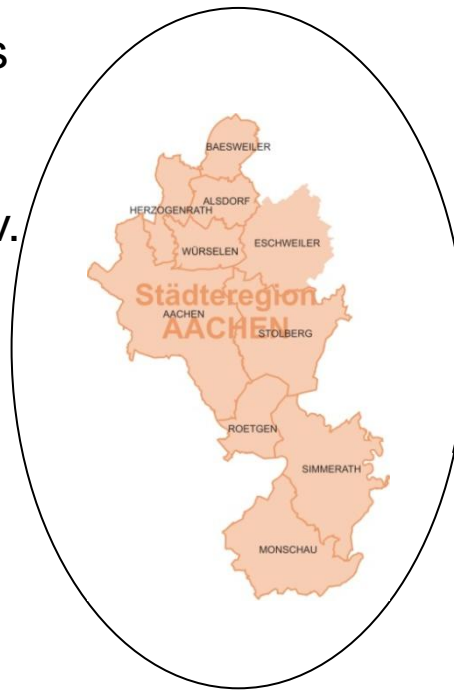 s
v.
BAESWEILER
ALSDORF
HERZOGENRATH
WÜRSELEN
ESCHWEILER
Städteregion
AACHEN
AACHEN
STOLBERG
ROETGEN
SIMMERATH
MONSCHAU